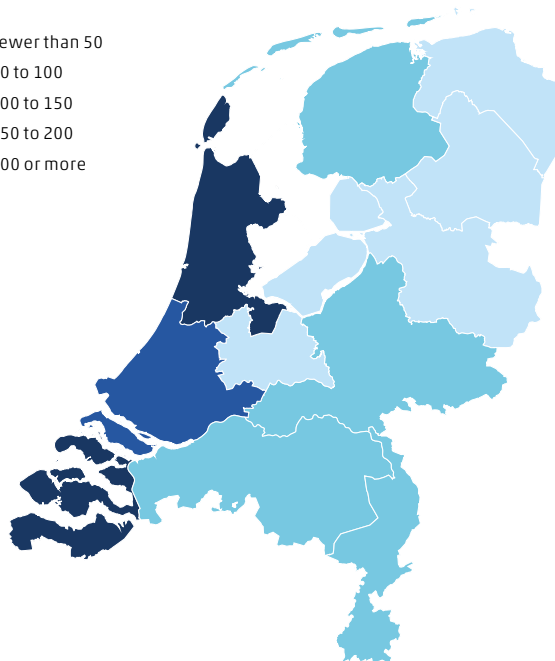 ewer than 50
0 to 100
00 to 150
50 to 200
00 or more